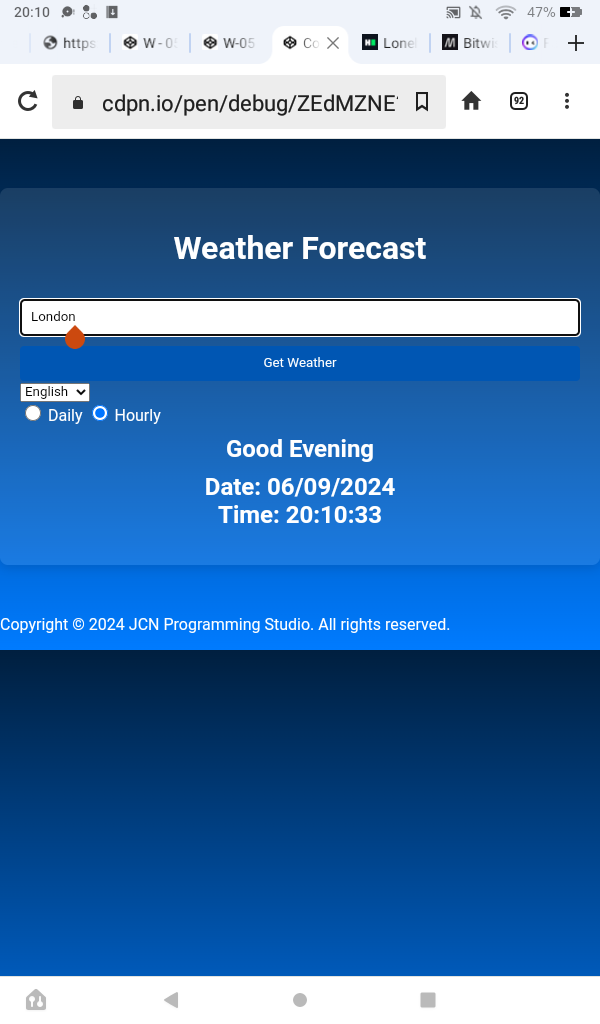 20:10 47%
https W - 05 W-05 Co Lonel Bitwi
cdpn.io/pen/debug/ZEdMZNE 92
Weather Forecast
London
Get Weather
English
Daily Hourly
Good Evening
Date: 06/09/2024
Time: 20:10:33
Copyright © 2024 JCN Programming Studio. All rights reserved.